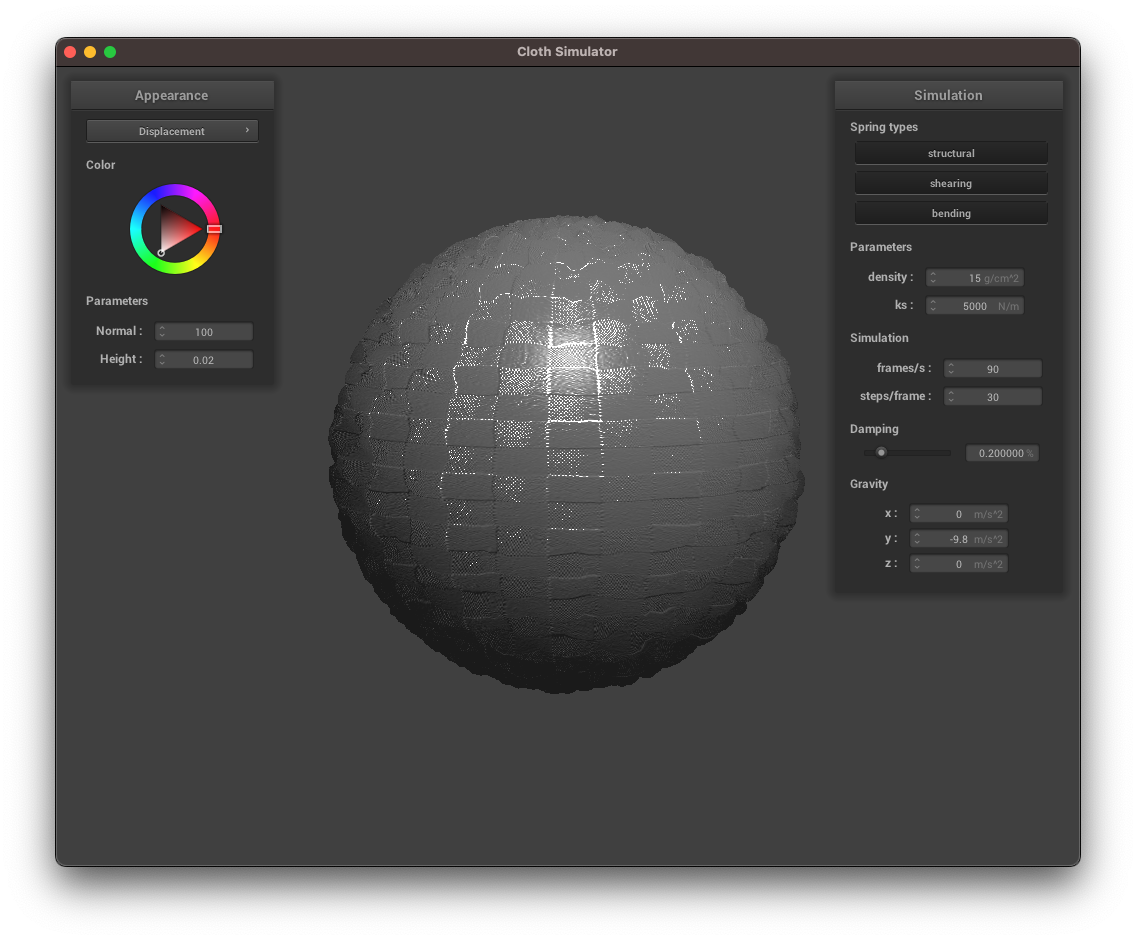 Cloth Simulator
Appearance
Displacement ›
Color
Parameters
Normal : 100
Height : 0.02
Simulation
Spring types
structural
shearing
bending
Parameters
density : 15 g/cm^2
ks : 5000 N/m
Simulation
frames/s : 90
steps/frame : 30
Damping
0.200000 %
Gravity
x : 0 m/s^2
y : -9.8 m/s^2
z : 0 m/s^2